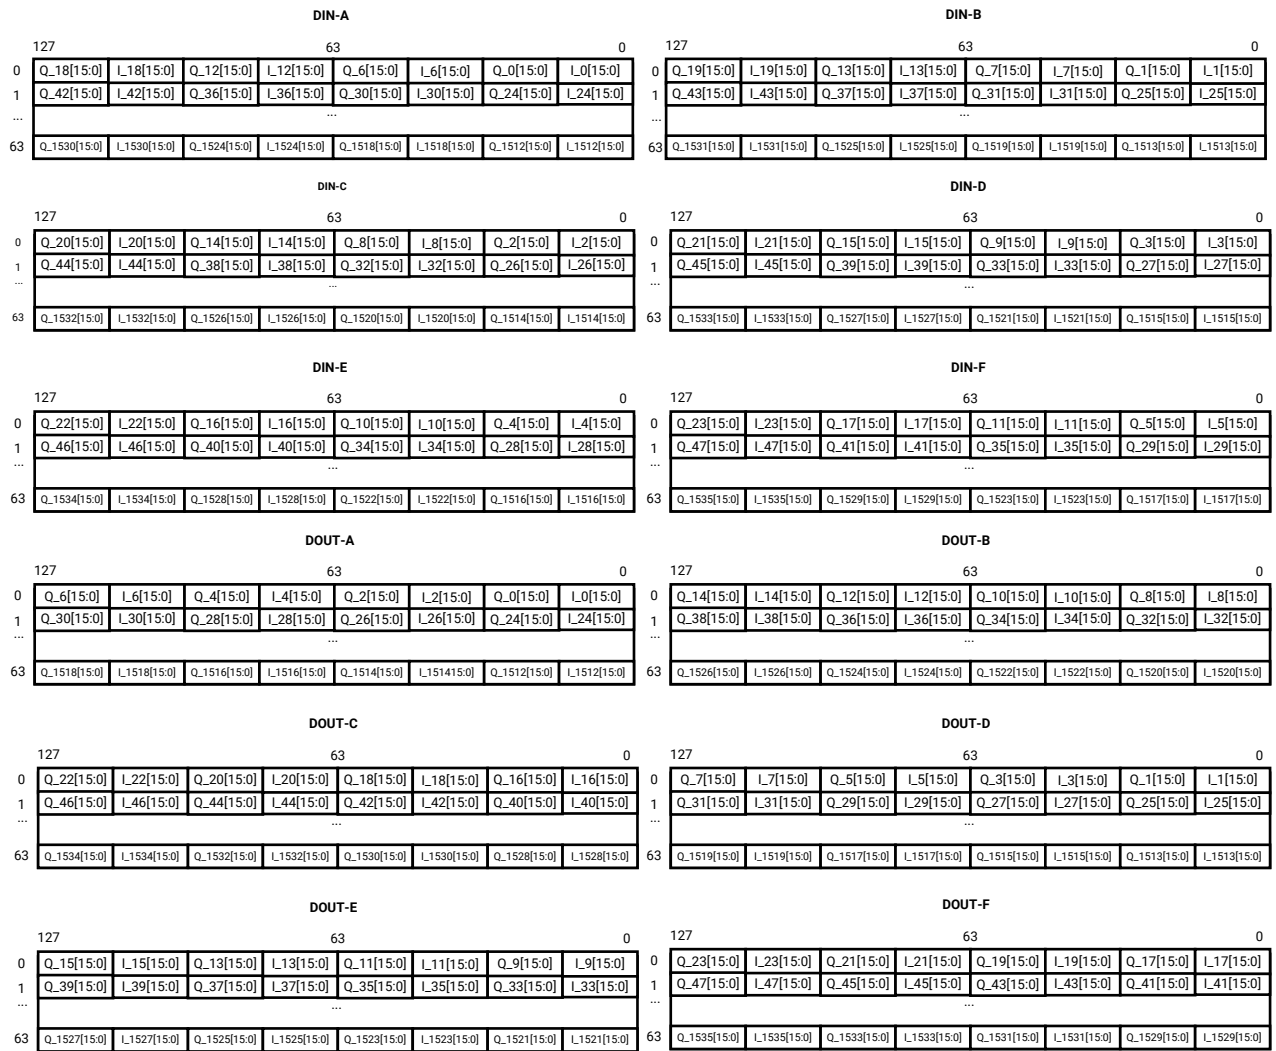 DIN-A
127 63 0
0 Q_18[15:0] I_18[15:0] Q_12[15:0] I_12[15:0] Q_6[15:0] I_6[15:0] Q_0[15:0] I_0[15:0]
1 Q_42[15:0] I_42[15:0] Q_36[15:0] I_36[15:0] Q_30[15:0] I_30[15:0] Q_24[15:0] I_24[15:0]
... ...
63 Q_1530[15:0] I_1530[15:0] Q_1524[15:0] I_1524[15:0] Q_1518[15:0] I_1518[15:0] Q_1512[15:0] I_1512[15:0]
DIN-B
127 63 0
0 Q_19[15:0] I_19[15:0] Q_13[15:0] I_13[15:0] Q_7[15:0] I_7[15:0] Q_1[15:0] I_1[15:0]
1 Q_43[15:0] I_43[15:0] Q_37[15:0] I_37[15:0] Q_31[15:0] I_31[15:0] Q_25[15:0] I_25[15:0]
... ...
63 Q_1531[15:0] I_1531[15:0] Q_1525[15:0] I_1525[15:0] Q_1519[15:0] I_1519[15:0] Q_1513[15:0] I_1513[15:0]
DIN-C
127 63 0
0 Q_20[15:0] I_20[15:0] Q_14[15:0] I_14[15:0] Q_8[15:0] I_8[15:0] Q_2[15:0] I_2[15:0]
1 Q_44[15:0] I_44[15:0] Q_38[15:0] I_38[15:0] Q_32[15:0] I_32[15:0] Q_26[15:0] I_26[15:0]
... ...
63 Q_1532[15:0] I_1532[15:0] Q_1526[15:0] I_1526[15:0] Q_1520[15:0] I_1520[15:0] Q_1514[15:0] I_1514[15:0]
DIN-D
127 63 0
0 Q_21[15:0] I_21[15:0] Q_15[15:0] I_15[15:0] Q_9[15:0] I_9[15:0] Q_3[15:0] I_3[15:0]
1 Q_45[15:0] I_45[15:0] Q_39[15:0] I_39[15:0] Q_33[15:0] I_33[15:0] Q_27[15:0] I_27[15:0]
... ...
63 Q_1533[15:0] I_1533[15:0] Q_1527[15:0] I_1527[15:0] Q_1521[15:0] I_1521[15:0] Q_1515[15:0] I_1515[15:0]
DIN-E
127 63 0
0 Q_22[15:0] I_22[15:0] Q_16[15:0] I_16[15:0] Q_10[15:0] I_10[15:0] Q_4[15:0] I_4[15:0]
1 Q_46[15:0] I_46[15:0] Q_40[15:0] I_40[15:0] Q_34[15:0] I_34[15:0] Q_28[15:0] I_28[15:0]
... ...
63 Q_1534[15:0] I_1534[15:0] Q_1528[15:0] I_1528[15:0] Q_1522[15:0] I_1522[15:0] Q_1516[15:0] I_1516[15:0]
DIN-F
127 63 0
0 Q_23[15:0] I_23[15:0] Q_17[15:0] I_17[15:0] Q_11[15:0] I_11[15:0] Q_5[15:0] I_5[15:0]
1 Q_47[15:0] I_47[15:0] Q_41[15:0] I_41[15:0] Q_35[15:0] I_35[15:0] Q_29[15:0] I_29[15:0]
... ...
63 Q_1535[15:0] I_1535[15:0] Q_1529[15:0] I_1529[15:0] Q_1523[15:0] I_1523[15:0] Q_1517[15:0] I_1517[15:0]
DOUT-A
127 63 0
0 Q_6[15:0] I_6[15:0] Q_4[15:0] I_4[15:0] Q_2[15:0] I_2[15:0] Q_0[15:0] I_0[15:0]
1 Q_30[15:0] I_30[15:0] Q_28[15:0] I_28[15:0] Q_26[15:0] I_26[15:0] Q_24[15:0] I_24[15:0]
... ...
63 Q_1518[15:0] I_1518[15:0] Q_1516[15:0] I_1516[15:0] Q_1514[15:0] I_151415:0] Q_1512[15:0] I_1512[15:0]
DOUT-B
127 63 0
0 Q_14[15:0] I_14[15:0] Q_12[15:0] I_12[15:0] Q_10[15:0] I_10[15:0] Q_8[15:0] I_8[15:0]
1 Q_38[15:0] I_38[15:0] Q_36[15:0] I_36[15:0] Q_34[15:0] I_34[15:0] Q_32[15:0] I_32[15:0]
... ...
63 Q_1526[15:0] I_1526[15:0] Q_1524[15:0] I_1524[15:0] Q_1522[15:0] I_1522[15:0] Q_1520[15:0] I_1520[15:0]
DOUT-C
127 63 0
0 Q_22[15:0] I_22[15:0] Q_20[15:0] I_20[15:0] Q_18[15:0] I_18[15:0] Q_16[15:0] I_16[15:0]
1 Q_46[15:0] I_46[15:0] Q_44[15:0] I_44[15:0] Q_42[15:0] I_42[15:0] Q_40[15:0] I_40[15:0]
... ...
63 Q_1534[15:0] I_1534[15:0] Q_1532[15:0] I_1532[15:0] Q_1530[15:0] I_1530[15:0] Q_1528[15:0] I_1528[15:0]
DOUT-D
127 63 0
0 Q_7[15:0] I_7[15:0] Q_5[15:0] I_5[15:0] Q_3[15:0] I_3[15:0] Q_1[15:0] I_1[15:0]
1 Q_31[15:0] I_31[15:0] Q_29[15:0] I_29[15:0] Q_27[15:0] I_27[15:0] Q_25[15:0] I_25[15:0]
... ...
63 Q_1519[15:0] I_1519[15:0] Q_1517[15:0] I_1517[15:0] Q_1515[15:0] I_1515[15:0] Q_1513[15:0] I_1513[15:0]
DOUT-E
127 63 0
0 Q_15[15:0] I_15[15:0] Q_13[15:0] I_13[15:0] Q_11[15:0] I_11[15:0] Q_9[15:0] I_9[15:0]
1 Q_39[15:0] I_39[15:0] Q_37[15:0] I_37[15:0] Q_35[15:0] I_35[15:0] Q_33[15:0] I_33[15:0]
... ...
63 Q_1527[15:0] I_1527[15:0] Q_1525[15:0] I_1525[15:0] Q_1523[15:0] I_1523[15:0] Q_1521[15:0] I_1521[15:0]
DOUT-F
127 63 0
0 Q_23[15:0] I_23[15:0] Q_21[15:0] I_21[15:0] Q_19[15:0] I_19[15:0] Q_17[15:0] I_17[15:0]
1 Q_47[15:0] I_47[15:0] Q_45[15:0] I_45[15:0] Q_43[15:0] I_43[15:0] Q_41[15:0] I_41[15:0]
... ...
63 Q_1535[15:0] I_1535[15:0] Q_1533[15:0] I_1533[15:0] Q_1531[15:0] I_1531[15:0] Q_1529[15:0] I_1529[15:0]